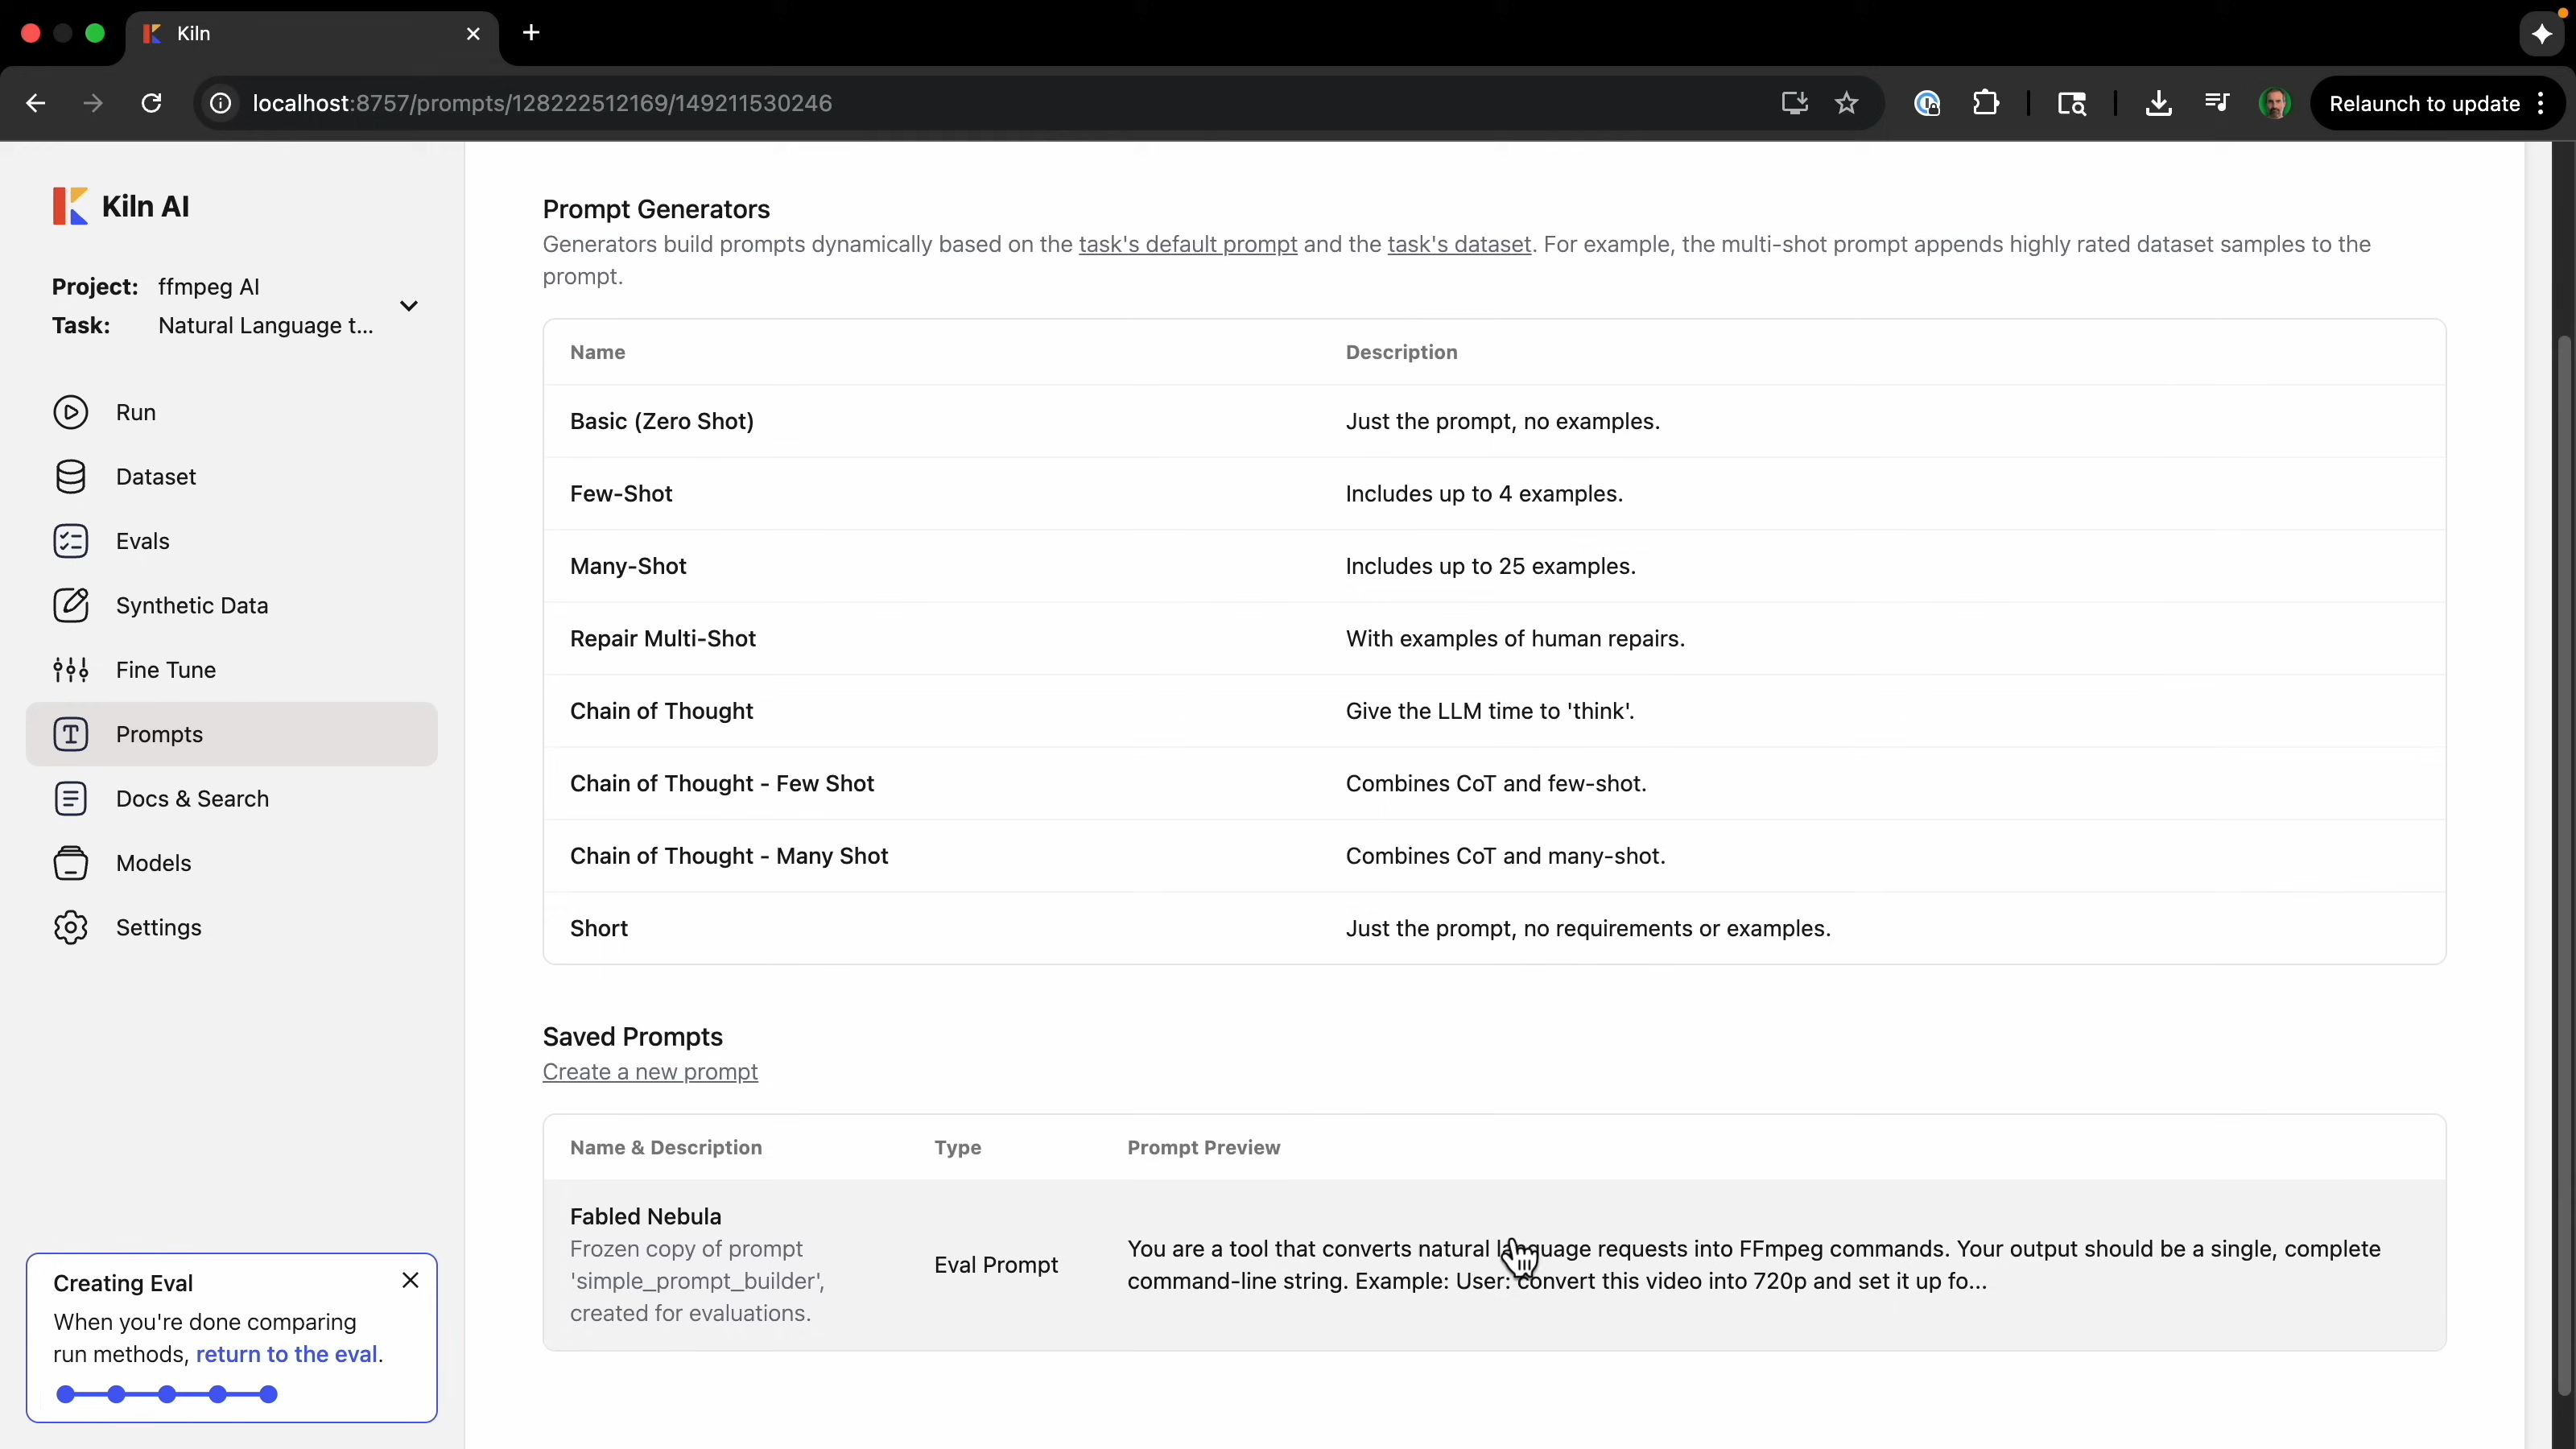 Kiln
localhost:8757/prompts/128222512169/149211530246
Relaunch to update
Kiln AI
Project: ffmpeg AI
Task: Natural Language t...
Run
Dataset
Evals
Synthetic Data
Fine Tune
Prompts
Docs & Search
Models
Settings
Creating Eval
When you're done comparing
run methods, return to the eval.
Prompt Generators
Generators build prompts dynamically based on the task's default prompt and the task's dataset. For example, the multi-shot prompt appends highly rated dataset samples to the
prompt.
Name Description
Basic (Zero Shot) Just the prompt, no examples.
Few-Shot Includes up to 4 examples.
Many-Shot Includes up to 25 examples.
Repair Multi-Shot With examples of human repairs.
Chain of Thought Give the LLM time to 'think'.
Chain of Thought - Few Shot Combines CoT and few-shot.
Chain of Thought - Many Shot Combines CoT and many-shot.
Short Just the prompt, no requirements or examples.
Saved Prompts
Create a new prompt
Name & Description Type Prompt Preview
Fabled Nebula
Frozen copy of prompt
'simple_prompt_builder',
created for evaluations.
Eval Prompt
You are a tool that converts natural language requests into FFmpeg commands. Your output should be a single, complete
command-line string. Example: User: convert this video into 720p and set it up fo...